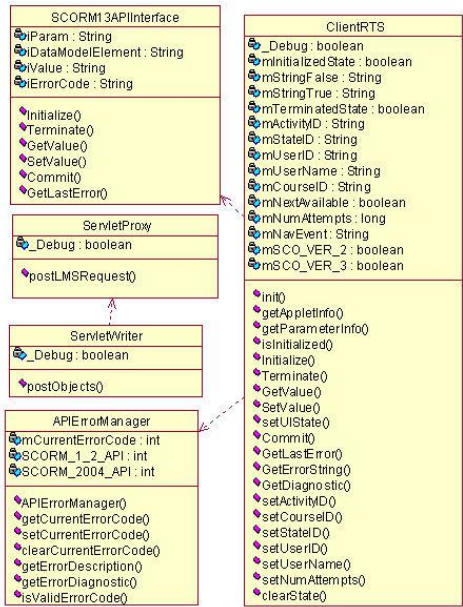 SCORM13APIInterface
iParam : String
iDataModelElement : String
iValue : String
iErrorCode : String
Initialize()
Terminate()
GetValue()
SetValue()
Commit()
GetLastError()
ServletProxy
_Debug : boolean
postLMSRequest()
ServletWriter
_Debug : boolean
postObjects()
APIErrorManager
mCurrentErrorCode : int
SCORM_1_2_API : int
SCORM_2004_API : int
APIErrorManager()
getCurrentErrorCode()
setCurrentErrorCode()
clearCurrentErrorCode()
getErrorDescription()
getErrorDiagnostic()
isValidErrorCode()
ClientRTS
_Debug : boolean
mInitializedState : boolean
mStringFalse : String
mStringTrue : String
mTerminatedState : boolean
mActivityID : String
mStateID : String
mUserID : String
mUserName : String
mCourseID : String
mNextAvailable : boolean
mNumAttempts : long
mNavEvent : String
mSCO_VER_2 : boolean
mSCO_VER_3 : boolean
init()
getAppletInfo()
getParameterInfo()
isInitialized()
Initialize()
Terminate()
GetValue()
SetValue()
setUIState()
Commit()
GetLastError()
GetErrorString()
GetDiagnostic()
setActivityID()
setCourseID()
setStateID()
setUserID()
setUserName()
setNumAttempts()
clearState()